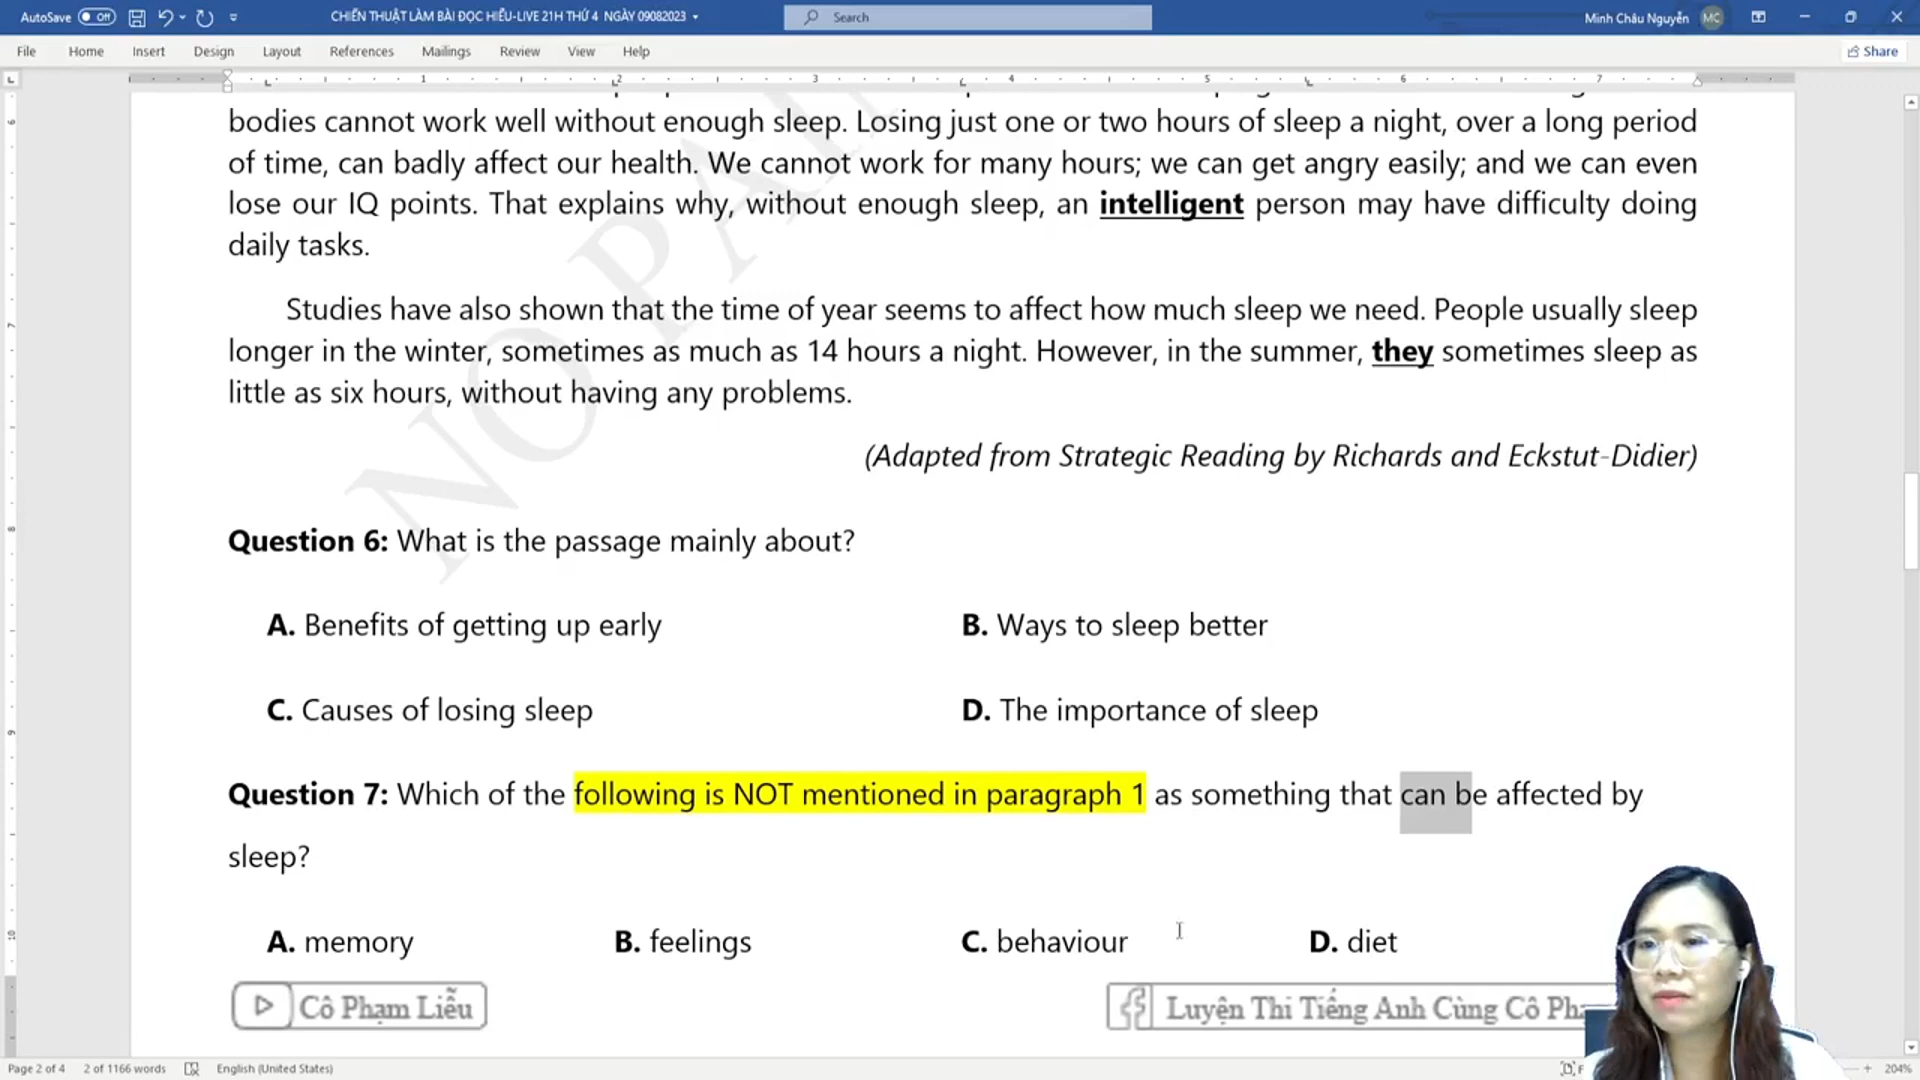 AutoSave Off CHIẾN THUẬT LÀM BÀI ĐỌC HIỂU-LIVE 21H THỨ 4 NGÀY 09082023 Search Minh Châu Nguyễn MC
File Home Insert Design Layout References Mailings Review View Help Share
1 2 3 4 5 6 7
bodies cannot work well without enough sleep. Losing just one or two hours of sleep a night, over a long period
of time, can badly affect our health. We cannot work for many hours; we can get angry easily; and we can even
lose our IQ points. That explains why, without enough sleep, an intelligent person may have difficulty doing
daily tasks.
Studies have also shown that the time of year seems to affect how much sleep we need. People usually sleep
longer in the winter, sometimes as much as 14 hours a night. However, in the summer, they sometimes sleep as
little as six hours, without having any problems.
(Adapted from Strategic Reading by Richards and Eckstut-Didier)
Question 6: What is the passage mainly about?
A. Benefits of getting up early B. Ways to sleep better
C. Causes of losing sleep D. The importance of sleep
Question 7: Which of the following is NOT mentioned in paragraph 1 as something that can be affected by
sleep?
A. memory B. feelings C. behaviour D. diet
Cô Phạm Liễu Luyện Thi Tiếng Anh Cùng Cô Phạ
Page 2 of 4 2 of 1166 words English (United States) 204%